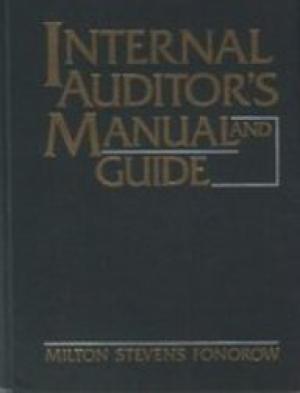 INTERNAL
AUDITOR'S
MANUAL AND
GUIDE
MILTON STEVENS FONOROW